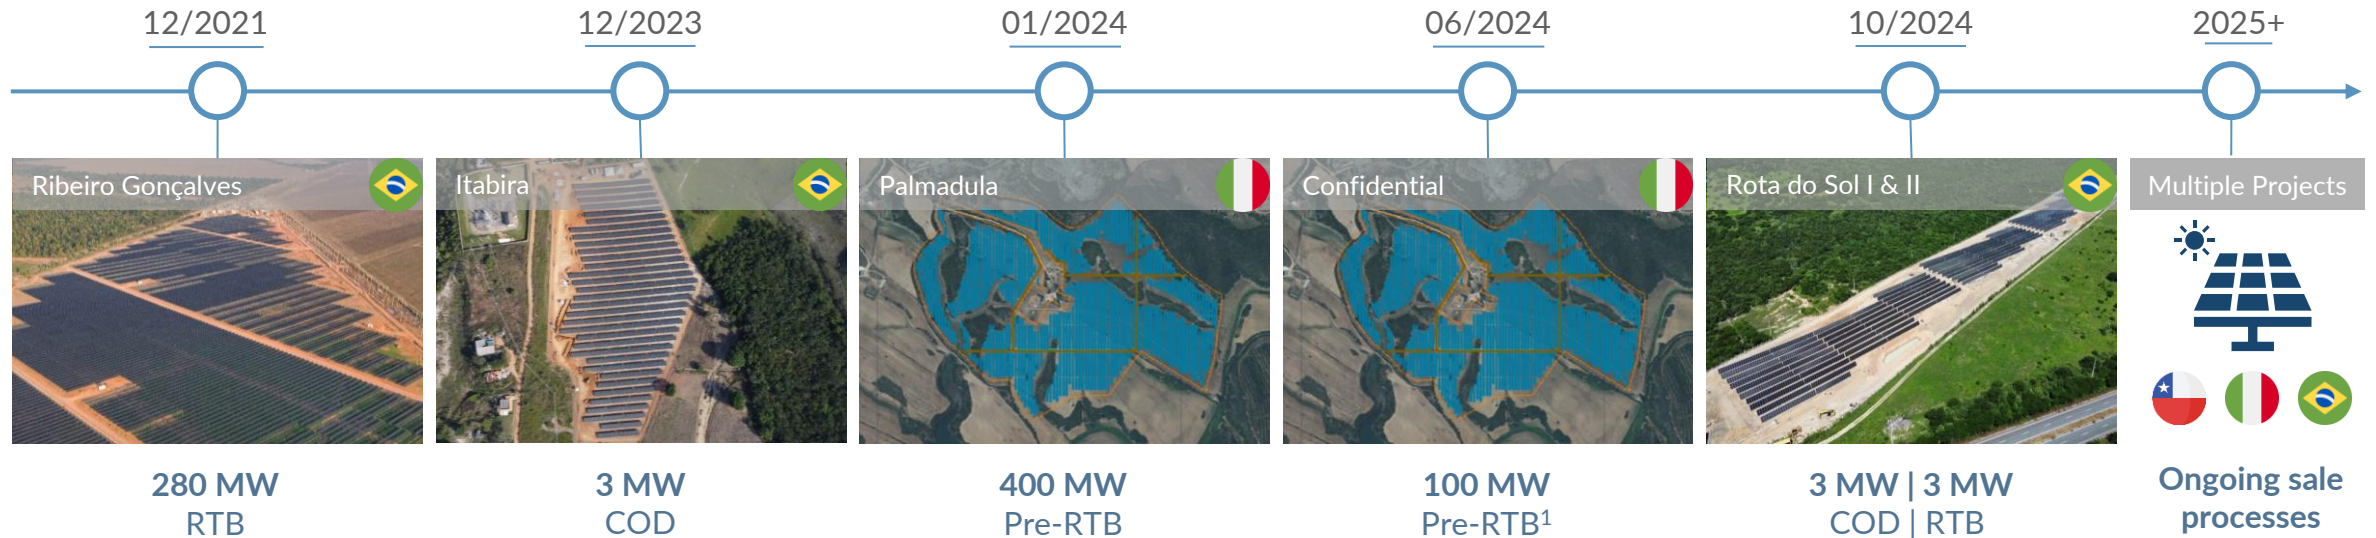 12/2021
12/2023
01/2024
06/2024
10/2024
2025+
Ribeiro Gonçalves
Itabira
Palmadula
Confidential
Rota do Sol I & II
Multiple Projects
280 MW
RTB
3 MW
COD
400 MW
Pre-RTB
100 MW
Pre-RTB¹
3 MW | 3 MW
COD | RTB
Ongoing sale
processes